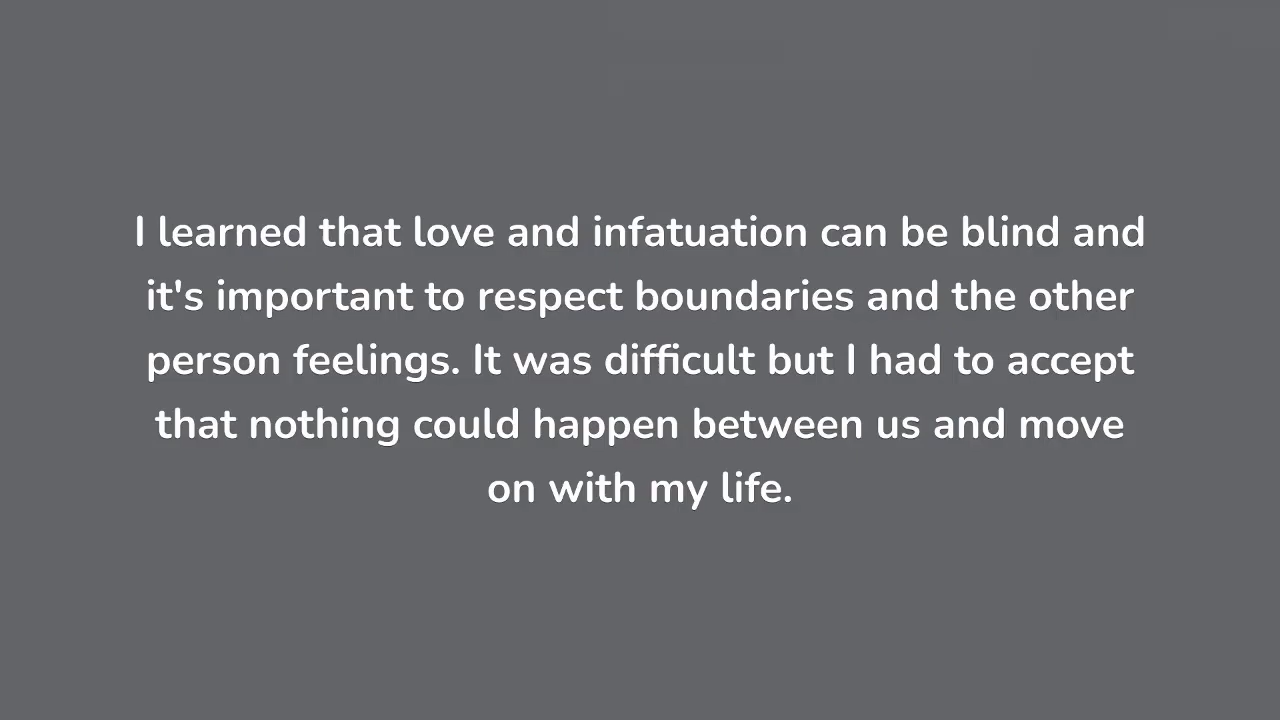 I learned that love and infatuation can be blind and
it's important to respect boundaries and the other
person feelings. It was difficult but I had to accept
that nothing could happen between us and move
on with my life.